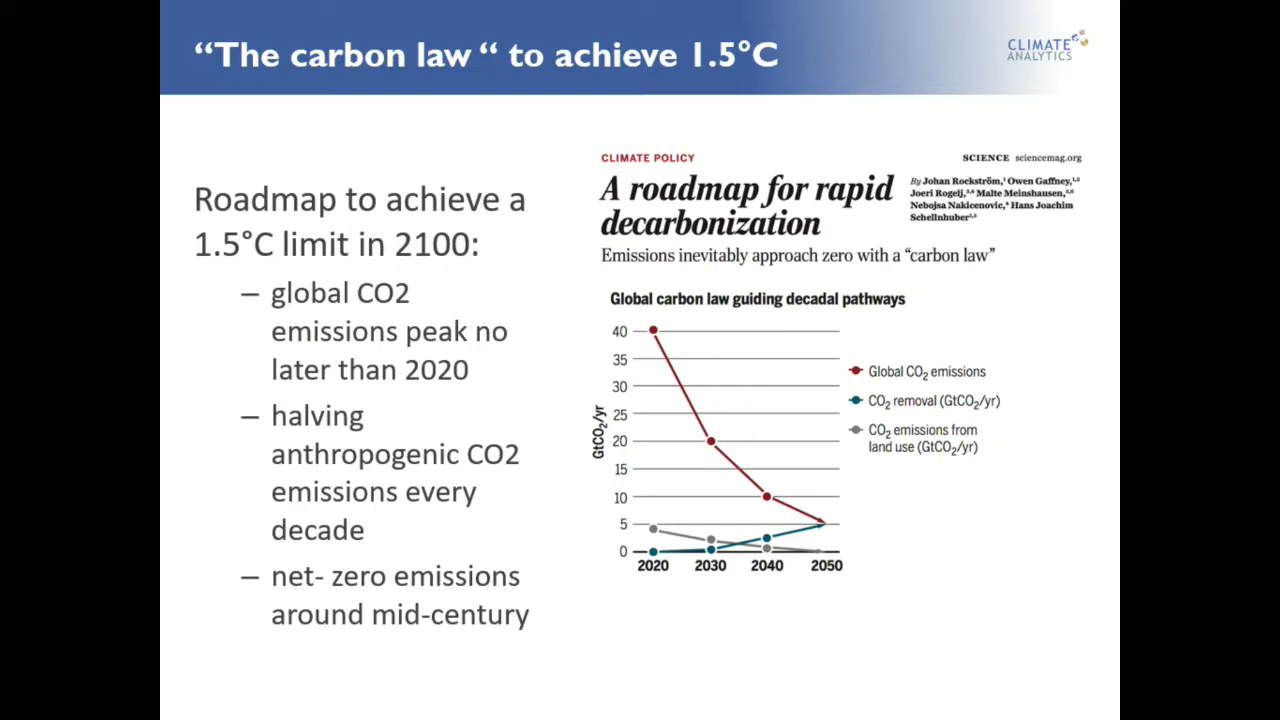 “The carbon law “ to achieve 1.5°C
CLIMATE
ANALYTICS
Roadmap to achieve a
1.5°C limit in 2100:
– global CO2
emissions peak no
later than 2020
– halving
anthropogenic CO2
emissions every
decade
– net- zero emissions
around mid-century
CLIMATE POLICY
SCIENCE sciencemag.org
A roadmap for rapid
decarbonization
By Johan Rockström,¹ Owen Gaffney,¹,²
Joeri Rogelj,³,⁴ Malte Meinshausen,³,⁵
Nebojsa Nakicenovic,⁴ Hans Joachim
Schellnhuber¹,⁵
Emissions inevitably approach zero with a “carbon law”
Global carbon law guiding decadal pathways
GtCO₂/yr
40
35
30
25
20
15
10
5
0
2020 2030 2040 2050
Global CO₂ emissions
CO₂ removal (GtCO₂/yr)
CO₂ emissions from
land use (GtCO₂/yr)